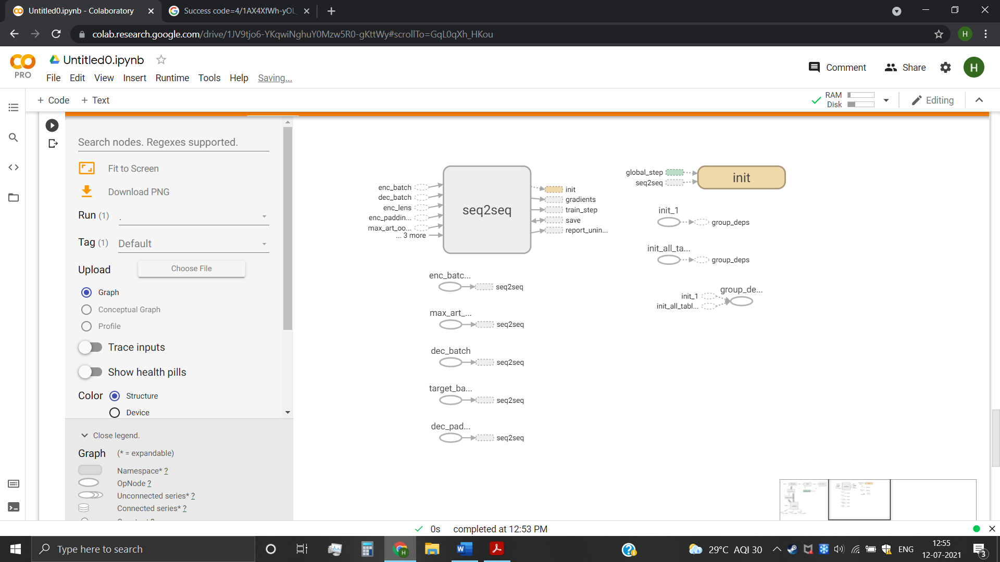 Untitled0.ipynb - Colaboratory
Success code=4/1AX4XfWh-yOL
colab.research.google.com/drive/1JV9tjo6-YKqwiNghuY0Mzw5R0-gKttWy#scrollTo=GqL0qXh_HKou
H
PRO
Untitled0.ipynb
File Edit View Insert Runtime Tools Help Saving...
Comment Share H
+ Code + Text
RAM
Disk
Editing
Search nodes. Regexes supported.
Fit to Screen
Download PNG
Run (1) .
Tag (1) Default
Upload Choose File
Graph
Conceptual Graph
Profile
Trace inputs
Show health pills
Color Structure
Device
Close legend.
Graph (* = expandable)
Namespace* ?
OpNode ?
Unconnected series* ?
Connected series* ?
enc_batch
dec_batch
enc_lens
enc_paddin...
max_art_oo...
... 3 more
seq2seq
init
gradients
train_step
save
report_unin...
enc_batc...
seq2seq
max_art_...
seq2seq
dec_batch
seq2seq
target_ba...
seq2seq
dec_pad...
seq2seq
global_step
seq2seq
init
init_1
group_deps
init_all_ta...
group_deps
group_de...
init_1
init_all_tabl...
0s completed at 12:53 PM
Type here to search
29°C AQI 30
ENG
12:55
12-07-2021
3